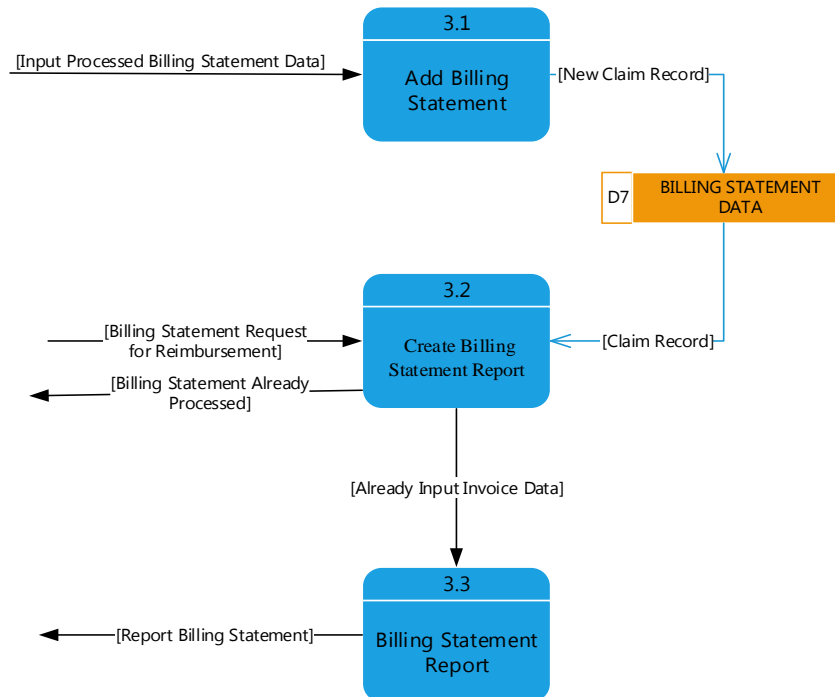 3.1
[Input Processed Billing Statement Data]
Add Billing
Statement
[New Claim Record]
D7
BILLING STATEMENT
DATA
3.2
[Billing Statement Request
for Reimbursement]
Create Billing
Statement Report
[Claim Record]
[Billing Statement Already
Processed]
[Already Input Invoice Data]
3.3
[Report Billing Statement]
Billing Statement
Report